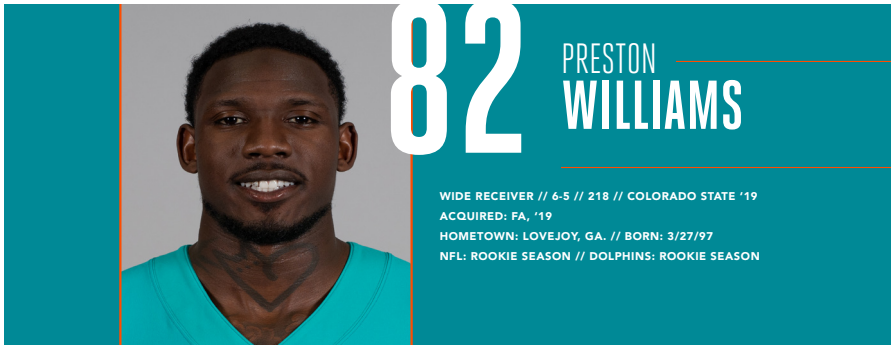 82
PRESTON
WILLIAMS
WIDE RECEIVER // 6-5 // 218 // COLORADO STATE ’19
ACQUIRED: FA, ‘19
HOMETOWN: LOVEJOY, GA. // BORN: 3/27/97
NFL: ROOKIE SEASON // DOLPHINS: ROOKIE SEASON